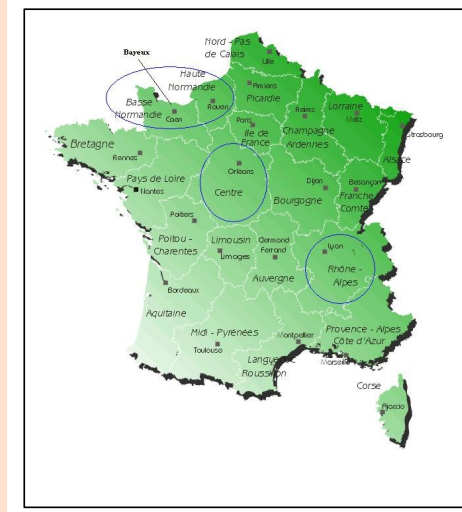 Nord - Pas
de Calais
Lille
Bayeux
Haute
Normandie
Amiens
Picardie
Rouen
Basse
Normandie
Caen
Reims
Lorraine
Metz
Paris
Ile de
France
Champagne
Ardennes
Strasbourg
Alsace
Bretagne
Rennes
Orléans
Pays de Loire
Nantes
Centre
Dijon
Besançon
Bourgogne
Franche
Comté
Poitiers
Poitou -
Charentes
Limousin
Limoges
Germond
Ferrand
Auvergne
Lyon
Rhône -
Alpes
Bordeaux
Aquitaine
Midi - Pyrénées
Toulouse
Montpellier
Provence - Alpes
Côte d'Azur
Marseille
Langue
Roussillon
Corse
Ajaccio